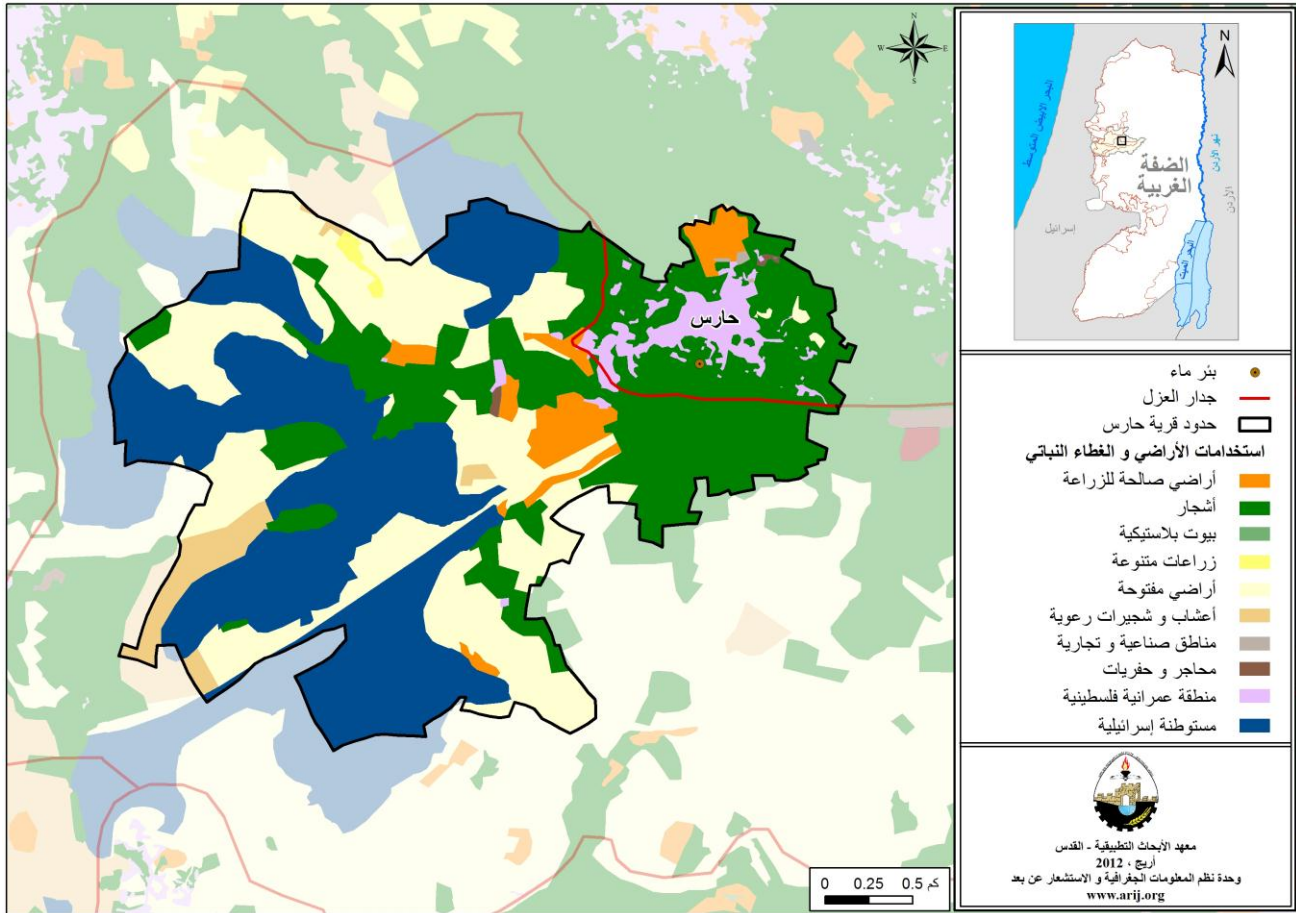 N
W
E
S
حارس
0
0.25
0.5
كم
N
البحر الأبيض المتوسط
الضفة
الغربية
نهر الأردن
الأردن
إسرائيل
البحر الميت
بئر ماء
جدار العزل
حدود قرية حارس
استخدامات الأراضي و الغطاء النباتي
أراضي صالحة للزراعة
أشجار
بيوت بلاستيكية
زراعات متنوعة
أراضي مفتوحة
أعشاب و شجيرات رعوية
مناطق صناعية و تجارية
محاجر و حفريات
منطقة عمرانية فلسطينية
مستوطنة إسرائيلية
معهد الأبحاث التطبيقية - القدس
أريج ، 2012
وحدة نظم المعلومات الجغرافية و الاستشعار عن بعد
www.arij.org